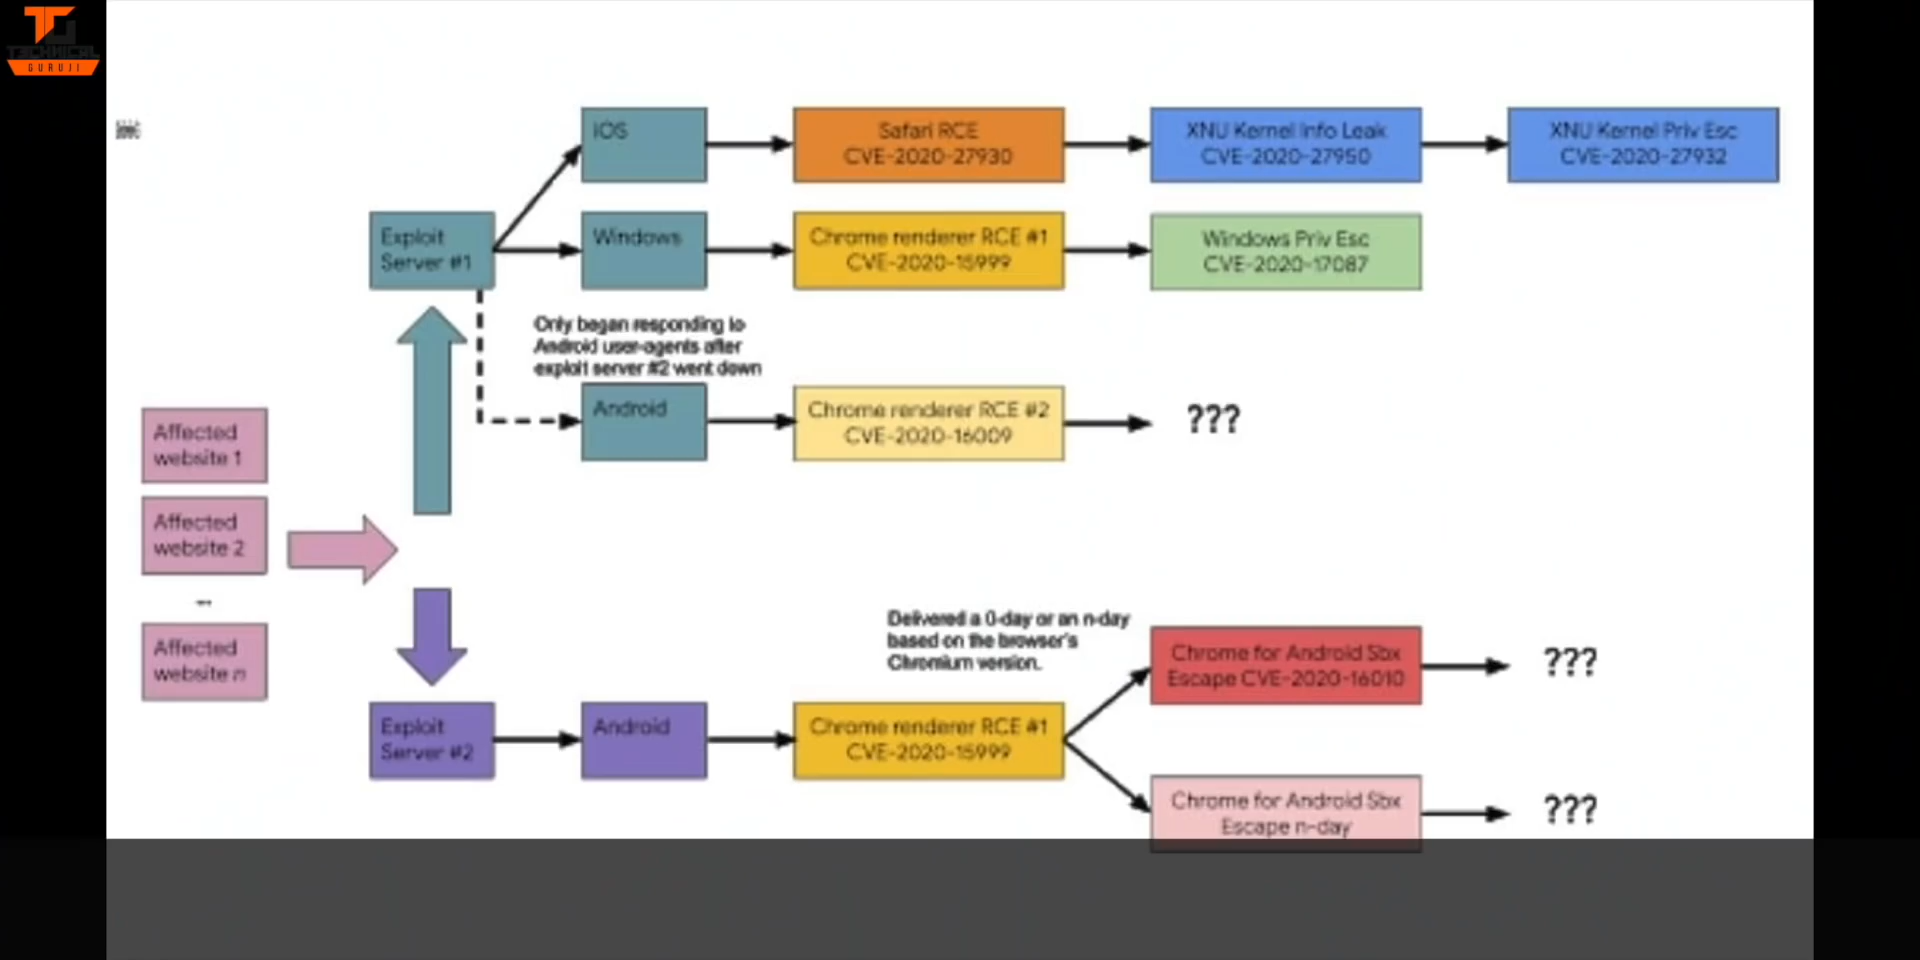 TG
TECHNICAL
GURUJI
iOS
Safari RCE
CVE-2020-27930
XNU Kernel Info Leak
CVE-2020-27950
XNU Kernel Priv Esc
CVE-2020-27932
Exploit
Server #1
Windows
Chrome renderer RCE #1
CVE-2020-15999
Windows Priv Esc
CVE-2020-17087
Only began responding to
Android user-agents after
exploit server #2 went down
Android
Chrome renderer RCE #2
CVE-2020-16009
???
Affected
website 1
Affected
website 2
Affected
website n
Delivered a 0-day or an n-day
based on the browser's
Chromium version.
Chrome for Android Sbx
Escape CVE-2020-16010
???
Exploit
Server #2
Android
Chrome renderer RCE #1
CVE-2020-15999
Chrome for Android Sbx
Escape n-day
???